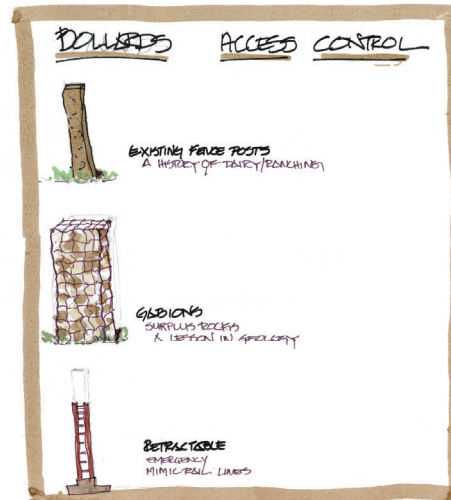 BOLLARDS ACCESS CONTROL
EXISTING FENCE POSTS
A HISTORY OF DAIRY/RANCHING
GABIONS
SURPLUS ROCKS
A LESSON IN GEOLOGY
RETRACTABLE
EMERGENCY
MIMIC RAIL LINES